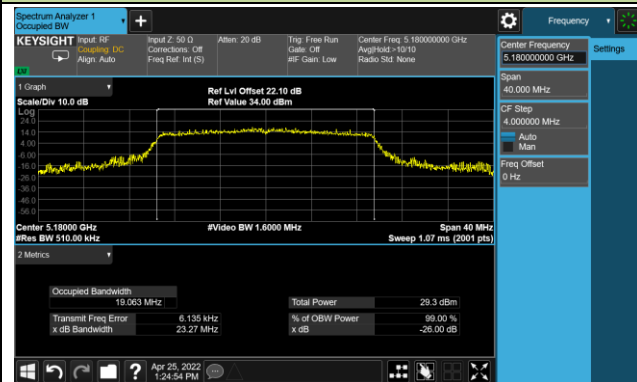 Spectrum Analyzer 1
Occupied BW
Frequency
KEYSIGHT
Input: RF
Coupling: DC
Align: Auto
Input Z: 50 Ω
Corrections: Off
Freq Ref: Int (S)
Atten: 20 dB
Trig: Free Run
Gate: Off
#IF Gain: Low
Center Freq: 5.180000000 GHz
Avg|Hold:>10/10
Radio Std: None
Center Frequency
5.180000000 GHz
Settings
Span
40.000 MHz
CF Step
4.000000 MHz
Auto
Man
Freq Offset
0 Hz
1 Graph
Scale/Div 10.0 dB
Ref Lvl Offset 22.10 dB
Ref Value 34.00 dBm
Log
24.0
14.0
4.00
-6.00
-16.0
-26.0
-36.0
-46.0
-56.0
Center 5.18000 GHz
#Res BW 510.00 kHz
#Video BW 1.6000 MHz
Span 40 MHz
Sweep 1.07 ms (2001 pts)
2 Metrics
Occupied Bandwidth
19.063 MHz
Transmit Freq Error 6.135 kHz
x dB Bandwidth 23.27 MHz
Total Power 29.3 dBm
% of OBW Power 99.00 %
x dB -26.00 dB
Apr 25, 2022
1:24:54 PM